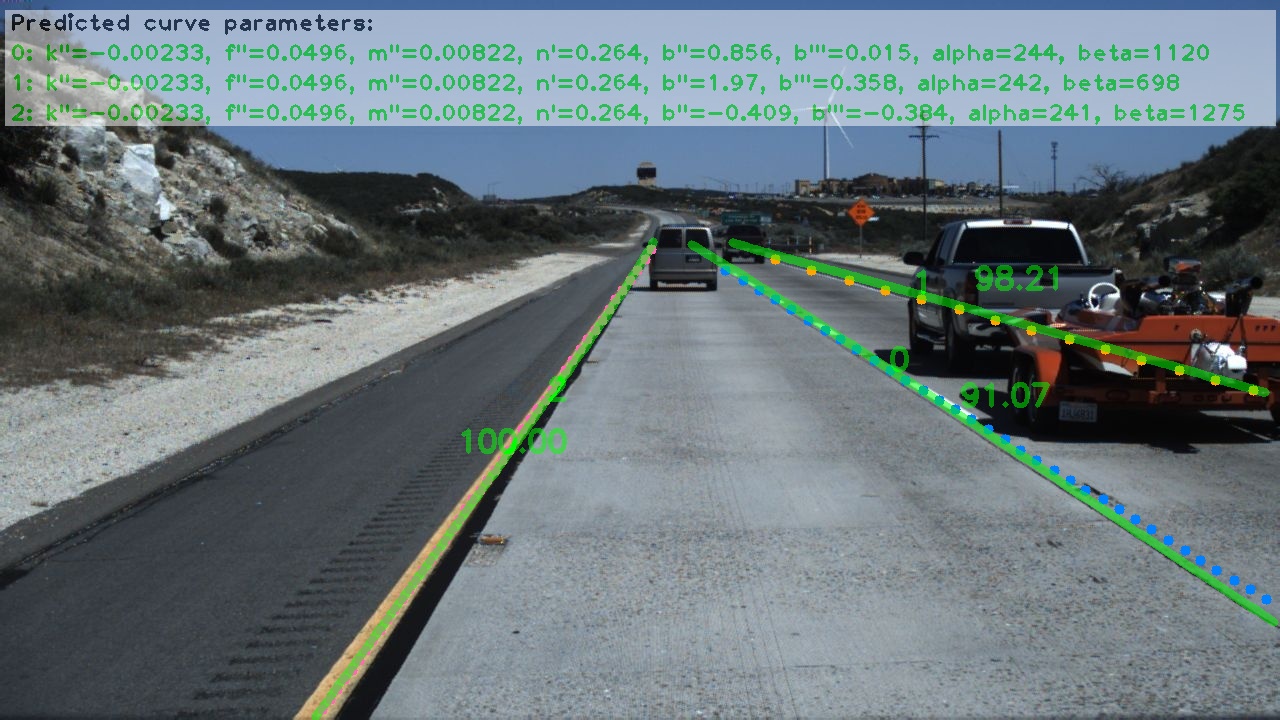 Predicted curve parameters:
0: k''=−0.00233, f''=0.0496, m''=0.00822, n'=0.264, b''=0.856, b'''=0.015, alpha=244, beta=1120
1: k''=−0.00233, f''=0.0496, m''=0.00822, n'=0.264, b''=1.97, b'''=0.358, alpha=242, beta=698
2: k''=−0.00233, f''=0.0496, m''=0.00822, n'=0.264, b''=−0.409, b'''=−0.384, alpha=241, beta=1275
1
98.21
0
91.07
2
100.00